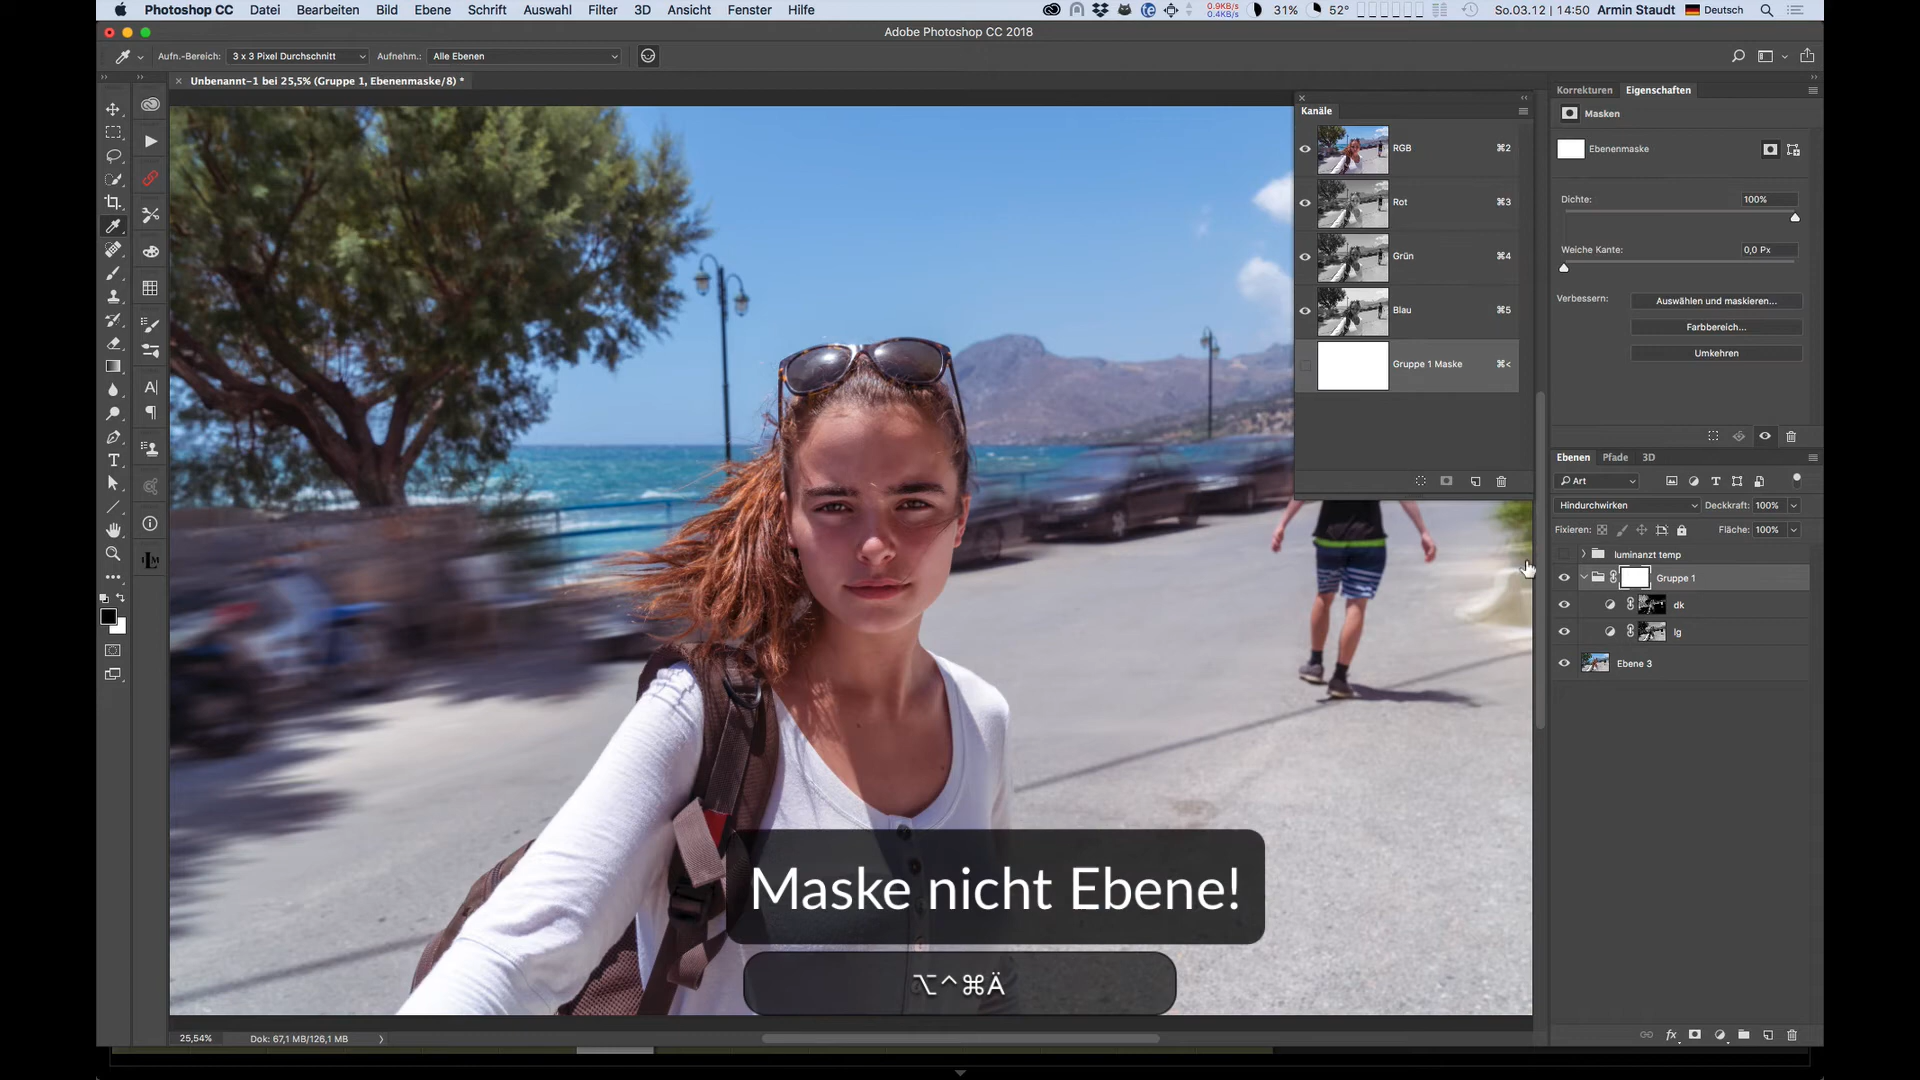 Photoshop CC Datei Bearbeiten Bild Ebene Schrift Auswahl Filter 3D Ansicht Fenster Hilfe 0.9KB/s 0.4KB/s 31% 52° So.03.12 | 14:50 Armin Staudt Deutsch
Adobe Photoshop CC 2018
Aufn.-Bereich: 3 x 3 Pixel Durchschnitt Aufnehm.: Alle Ebenen
Unbenannt-1 bei 25,5% (Gruppe 1, Ebenenmaske/8) *
Kanäle
RGB ⌘2
Rot ⌘3
Grün ⌘4
Blau ⌘5
Gruppe 1 Maske ⌘<
Korrekturen Eigenschaften
Masken
Ebenenmaske
Dichte: 100%
Weiche Kante: 0,0 Px
Verbessern: Auswählen und maskieren...
Farbbereich...
Umkehren
Ebenen Pfade 3D
Art
Hindurchwirken Deckkraft: 100%
Fixieren: Fläche: 100%
luminanzt temp
Gruppe 1
dk
lg
Ebene 3
Maske nicht Ebene!
⌥^⌘Ä
25,54% Dok: 67,1 MB/126,1 MB
fx